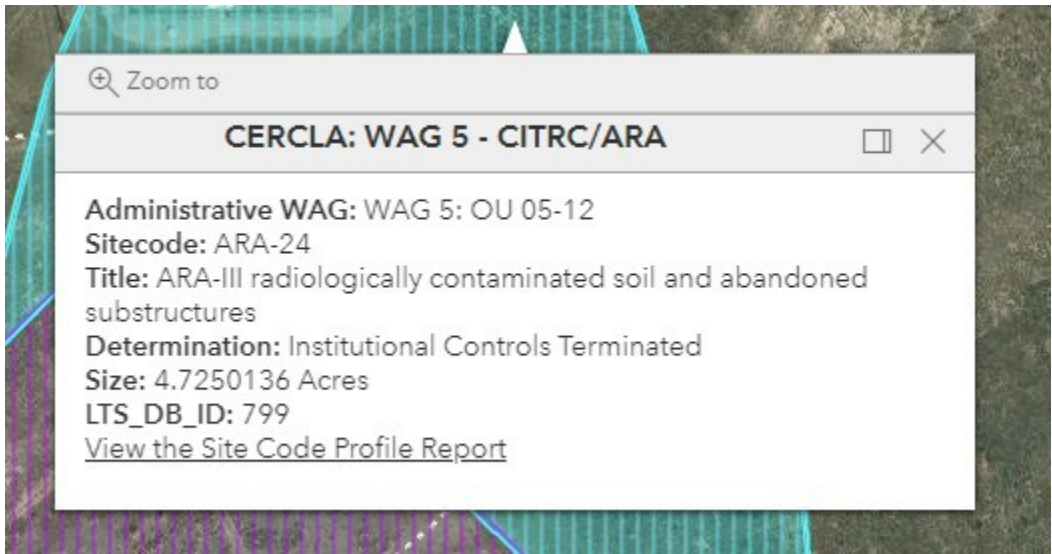 Zoom to
CERCLA: WAG 5 - CITRC/ARA
Administrative WAG: WAG 5: OU 05-12
Sitecode: ARA-24
Title: ARA-III radiologically contaminated soil and abandoned
substructures
Determination: Institutional Controls Terminated
Size: 4.7250136 Acres
LTS_DB_ID: 799
View the Site Code Profile Report